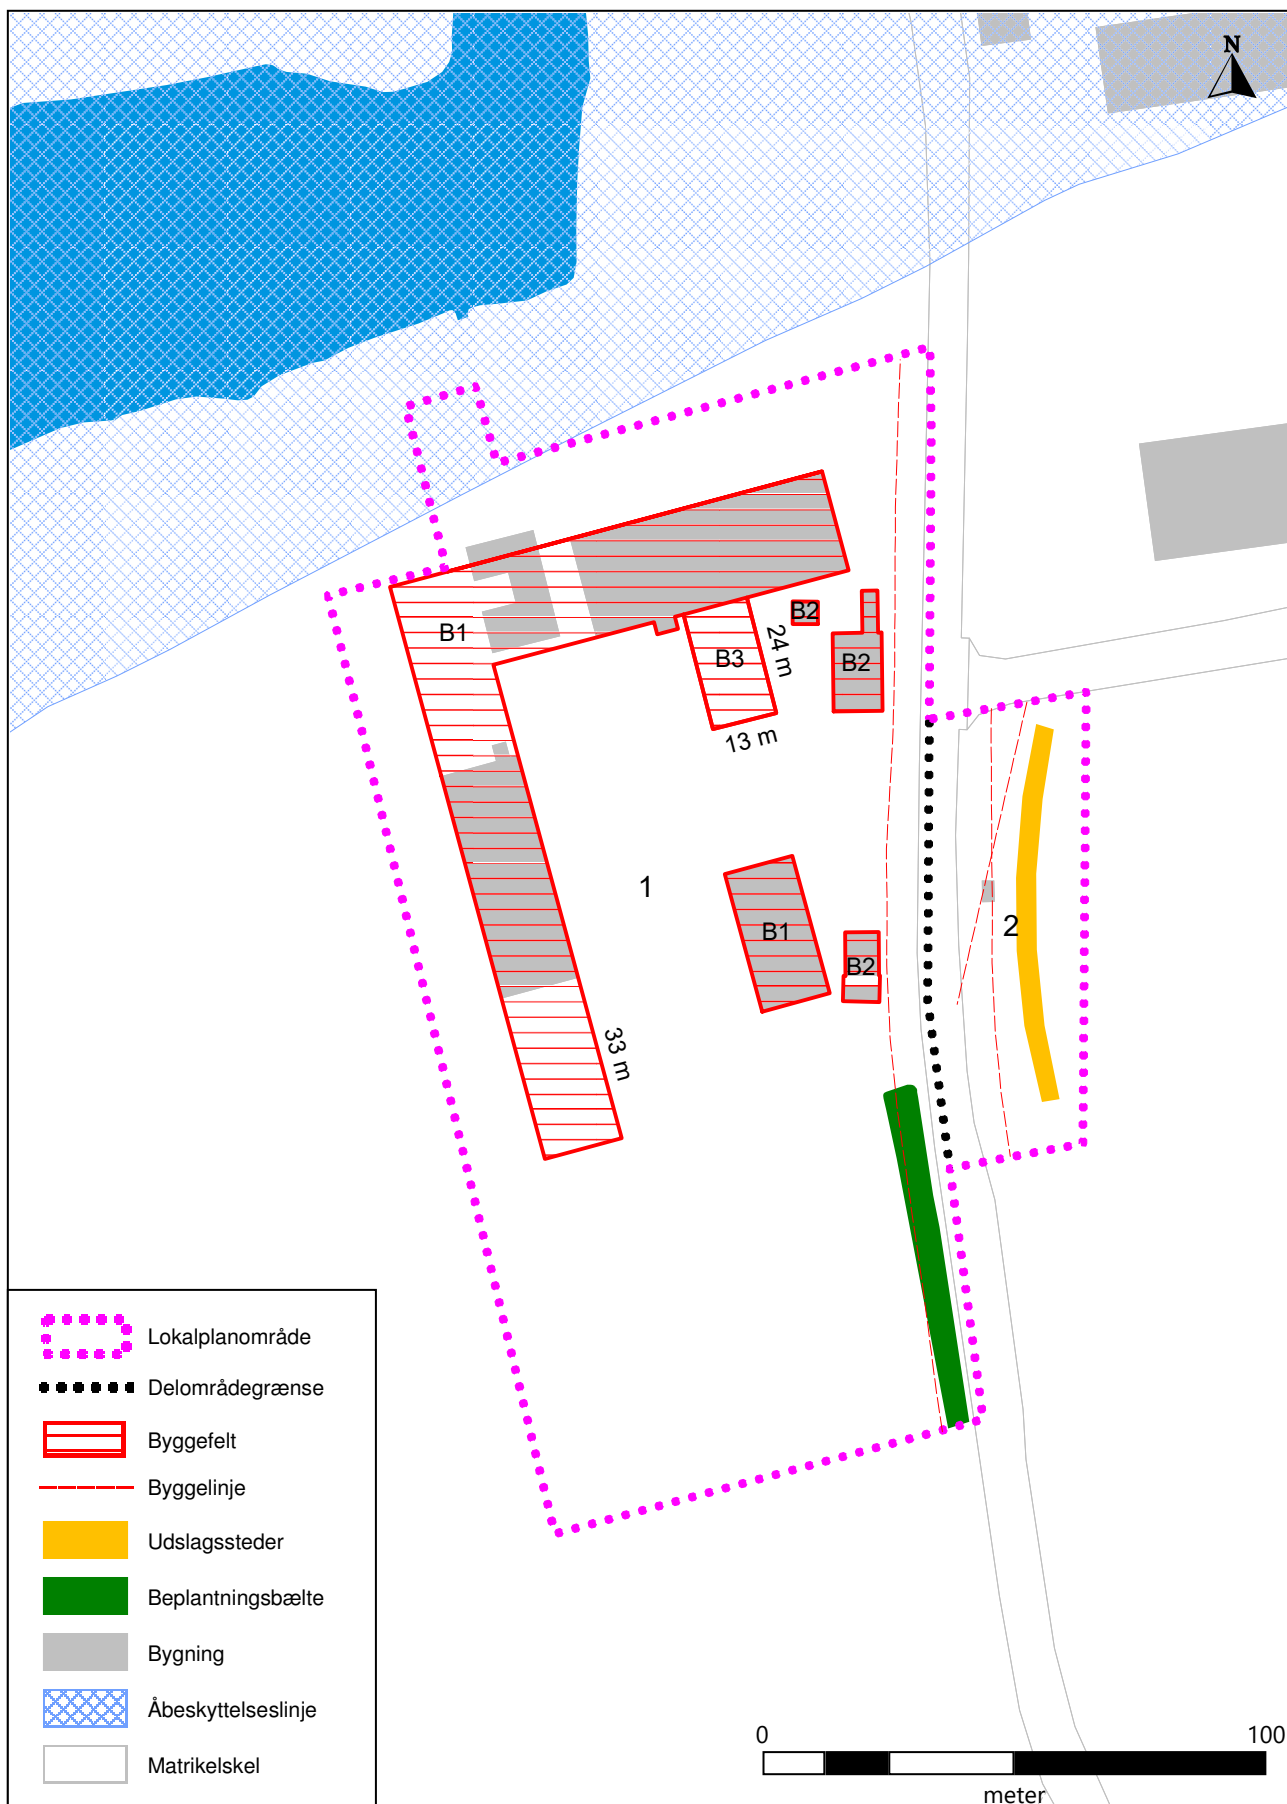 N
B1
B2
24 m
B3
B2
13 m
1
B1
2
B2
33 m
Lokalplanområde
Delområdegrænse
Byggefelt
Byggelinje
Udslagssteder
Beplantningsbælte
Bygning
Åbeskyttelseslinje
Matrikelskel
0 100
meter